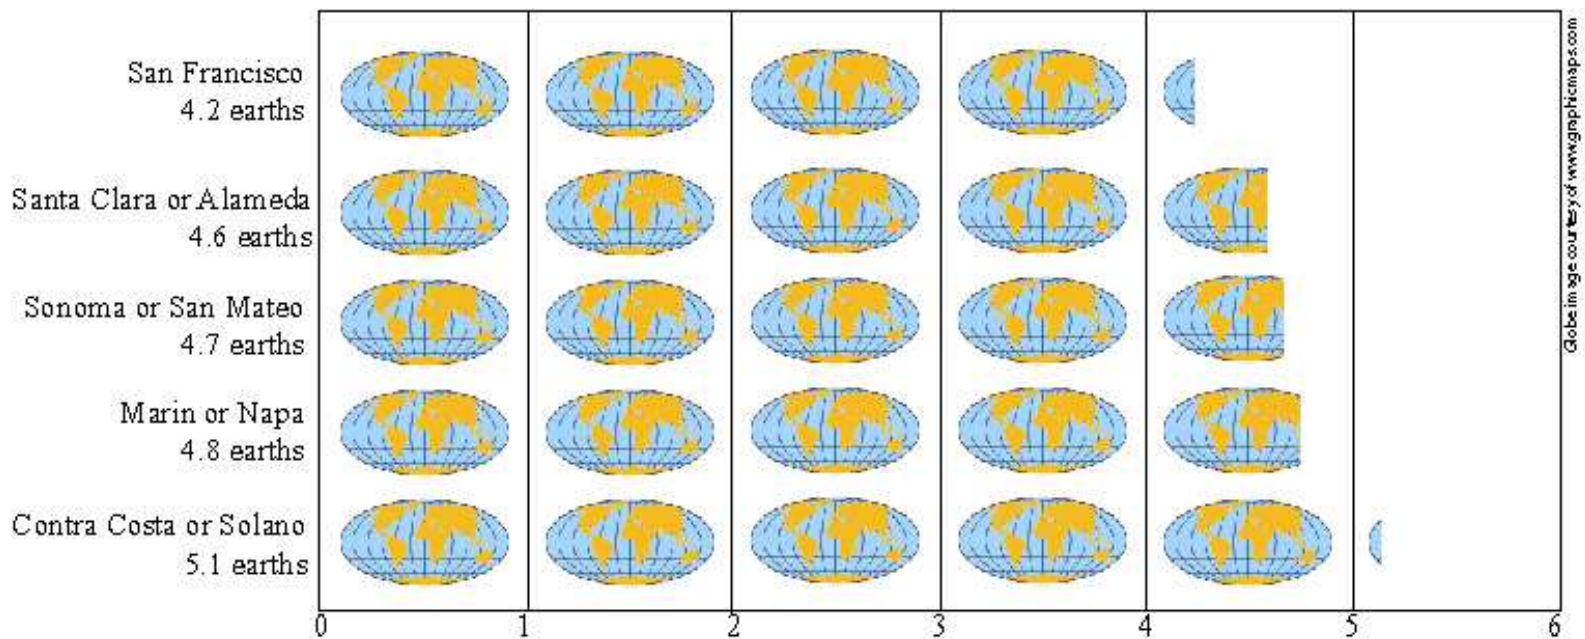 San Francisco
4.2 earths
Santa Clara or Alameda
4.6 earths
Sonoma or San Mateo
4.7 earths
Marin or Napa
4.8 earths
Contra Costa or Solano
5.1 earths
0 1 2 3 4 5 6
Globe image courtesy of www.graphicmaps.com